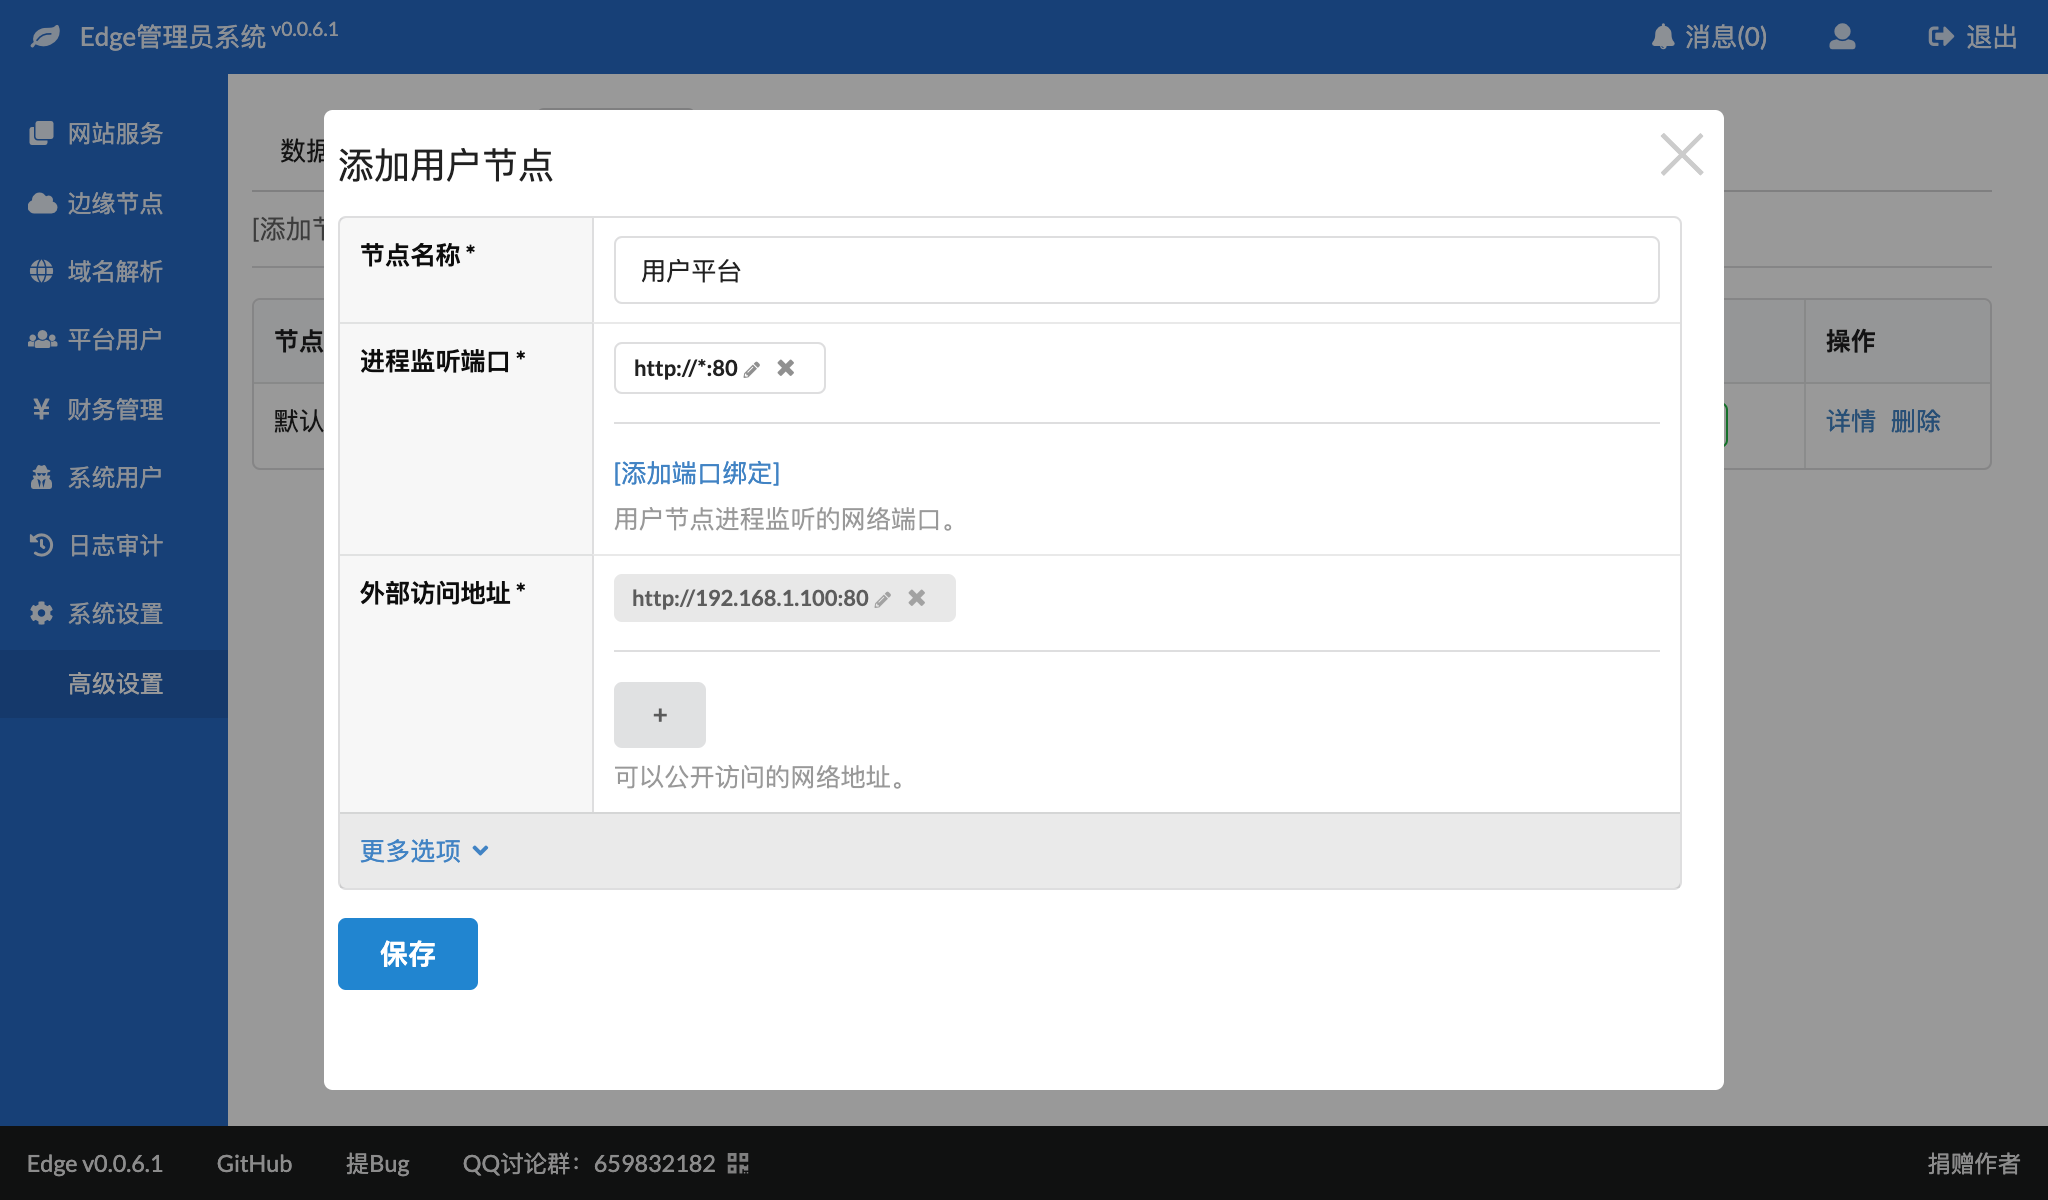 Edge管理员系统 v0.0.6.1
消息(0)
退出
网站服务
边缘节点
域名解析
平台用户
财务管理
系统用户
日志审计
系统设置
高级设置
数据
[添加节
节点
操作
默认
详情 删除
添加用户节点
节点名称 *
用户平台
进程监听端口 *
http://*:80
[添加端口绑定]
用户节点进程监听的网络端口。
外部访问地址 *
http://192.168.1.100:80
+
可以公开访问的网络地址。
更多选项
保存
Edge v0.0.6.1
GitHub
提Bug
QQ讨论群：659832182
捐赠作者